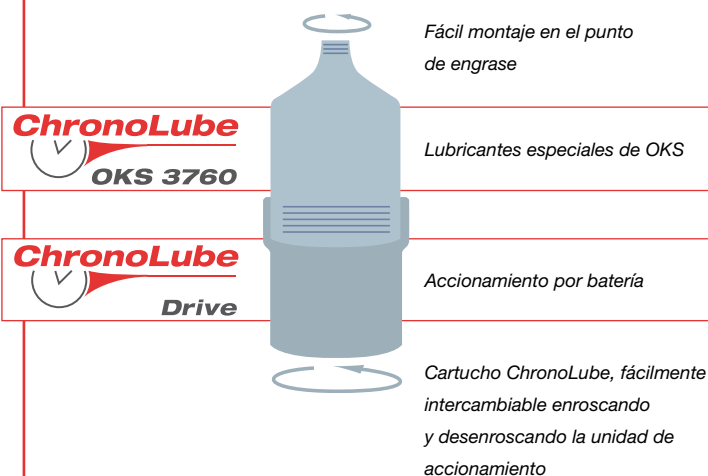 Fácil montaje en el punto
de engrase
ChronoLube
OKS 3760
Lubricantes especiales de OKS
ChronoLube
Drive
Accionamiento por batería
Cartucho ChronoLube, fácilmente
intercambiable enroscando
y desenroscando la unidad de
accionamiento